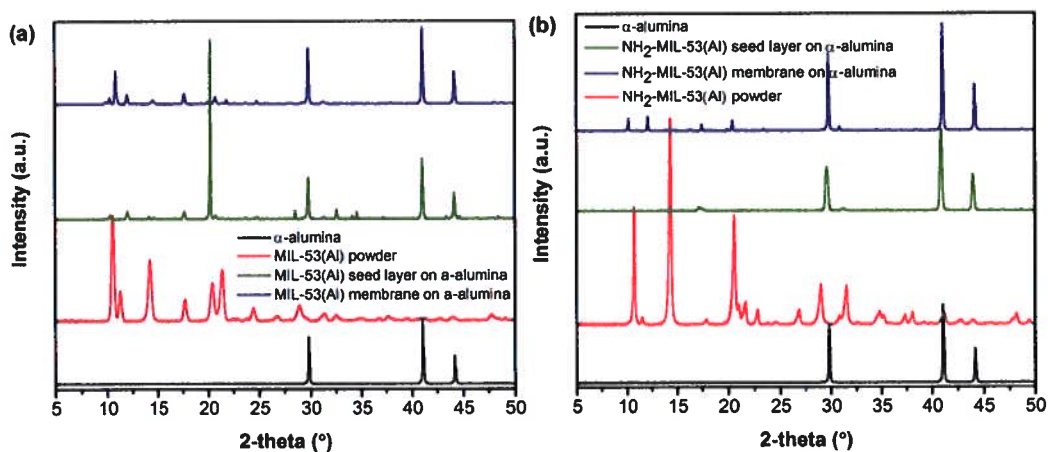 (a)
Intensity (a.u.)
α-alumina
MIL-53(Al) powder
MIL-53(Al) seed layer on a-alumina
MIL-53(Al) membrane on a-alumina
5 10 15 20 25 30 35 40 45 50
2-theta (°)
(b)
Intensity (a.u.)
α-alumina
NH2-MIL-53(Al) seed layer on α-alumina
NH2-MIL-53(Al) membrane on α-alumina
NH2-MIL-53(Al) powder
5 10 15 20 25 30 35 40 45 50
2-theta (°)